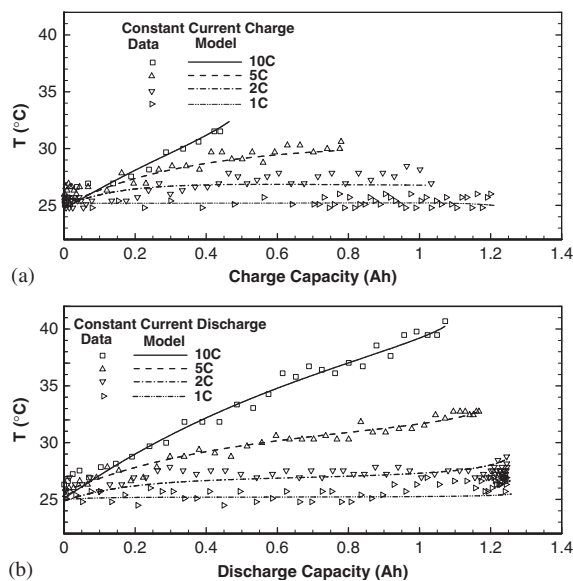 40
35
30
25
T (°C)
Constant Current Charge
Data Model
10C
5C
2C
1C
0 0.2 0.4 0.6 0.8 1 1.2 1.4
(a) Charge Capacity (Ah)
40
35
30
25
T (°C)
Constant Current Discharge
Data Model
10C
5C
2C
1C
0 0.2 0.4 0.6 0.8 1 1.2 1.4
(b) Discharge Capacity (Ah)